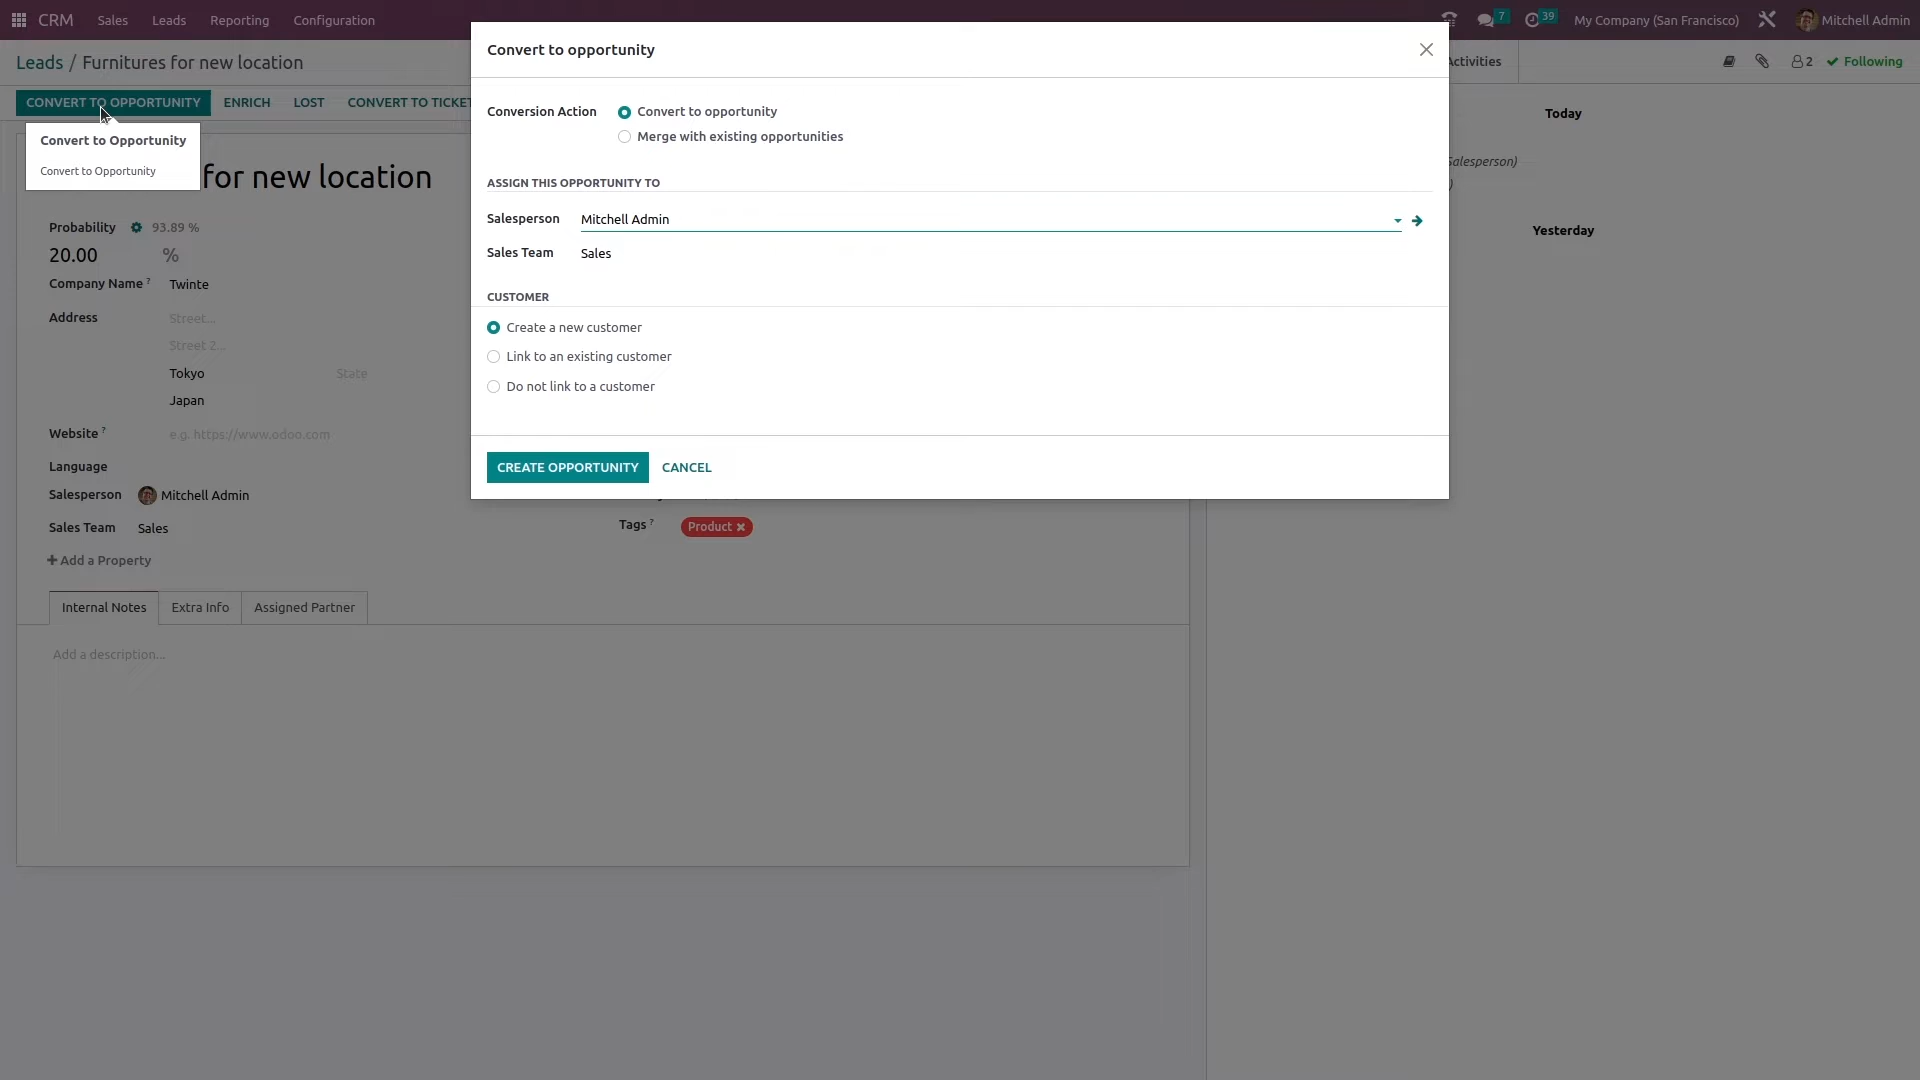 CRM Sales Leads Reporting Configuration 7 39 My Company (San Francisco) Mitchell Admin
Leads / Furnitures for new location
Activities 2 Following
CONVERT TO OPPORTUNITY ENRICH LOST CONVERT TO TICKET
Convert to Opportunity
Convert to Opportunity
for new location
Probability 93.89 %
20.00 %
Company Name ? Twinte
Address Street...
Street 2...
Tokyo State
Japan
Website ? e.g. https://www.odoo.com
Language
Salesperson Mitchell Admin
Sales Team Sales
Add a Property
Tags ? Product
Internal Notes Extra Info Assigned Partner
Add a description...
Convert to opportunity
Conversion Action Convert to opportunity
Merge with existing opportunities
ASSIGN THIS OPPORTUNITY TO
Salesperson Mitchell Admin
Sales Team Sales
CUSTOMER
Create a new customer
Link to an existing customer
Do not link to a customer
CREATE OPPORTUNITY CANCEL
Today
Salesperson)
)
Yesterday